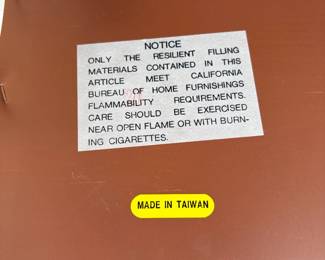 NOTICE
ONLY THE RESILIENT FILLING
MATERIALS CONTAINED IN THIS
ARTICLE MEET CALIFORNIA
BUREAU OF HOME FURNISHINGS
FLAMMABILITY REQUIREMENTS.
CARE SHOULD BE EXERCISED
NEAR OPEN FLAME OR WITH BURN-
ING CIGARETTES.
MADE IN TAIWAN